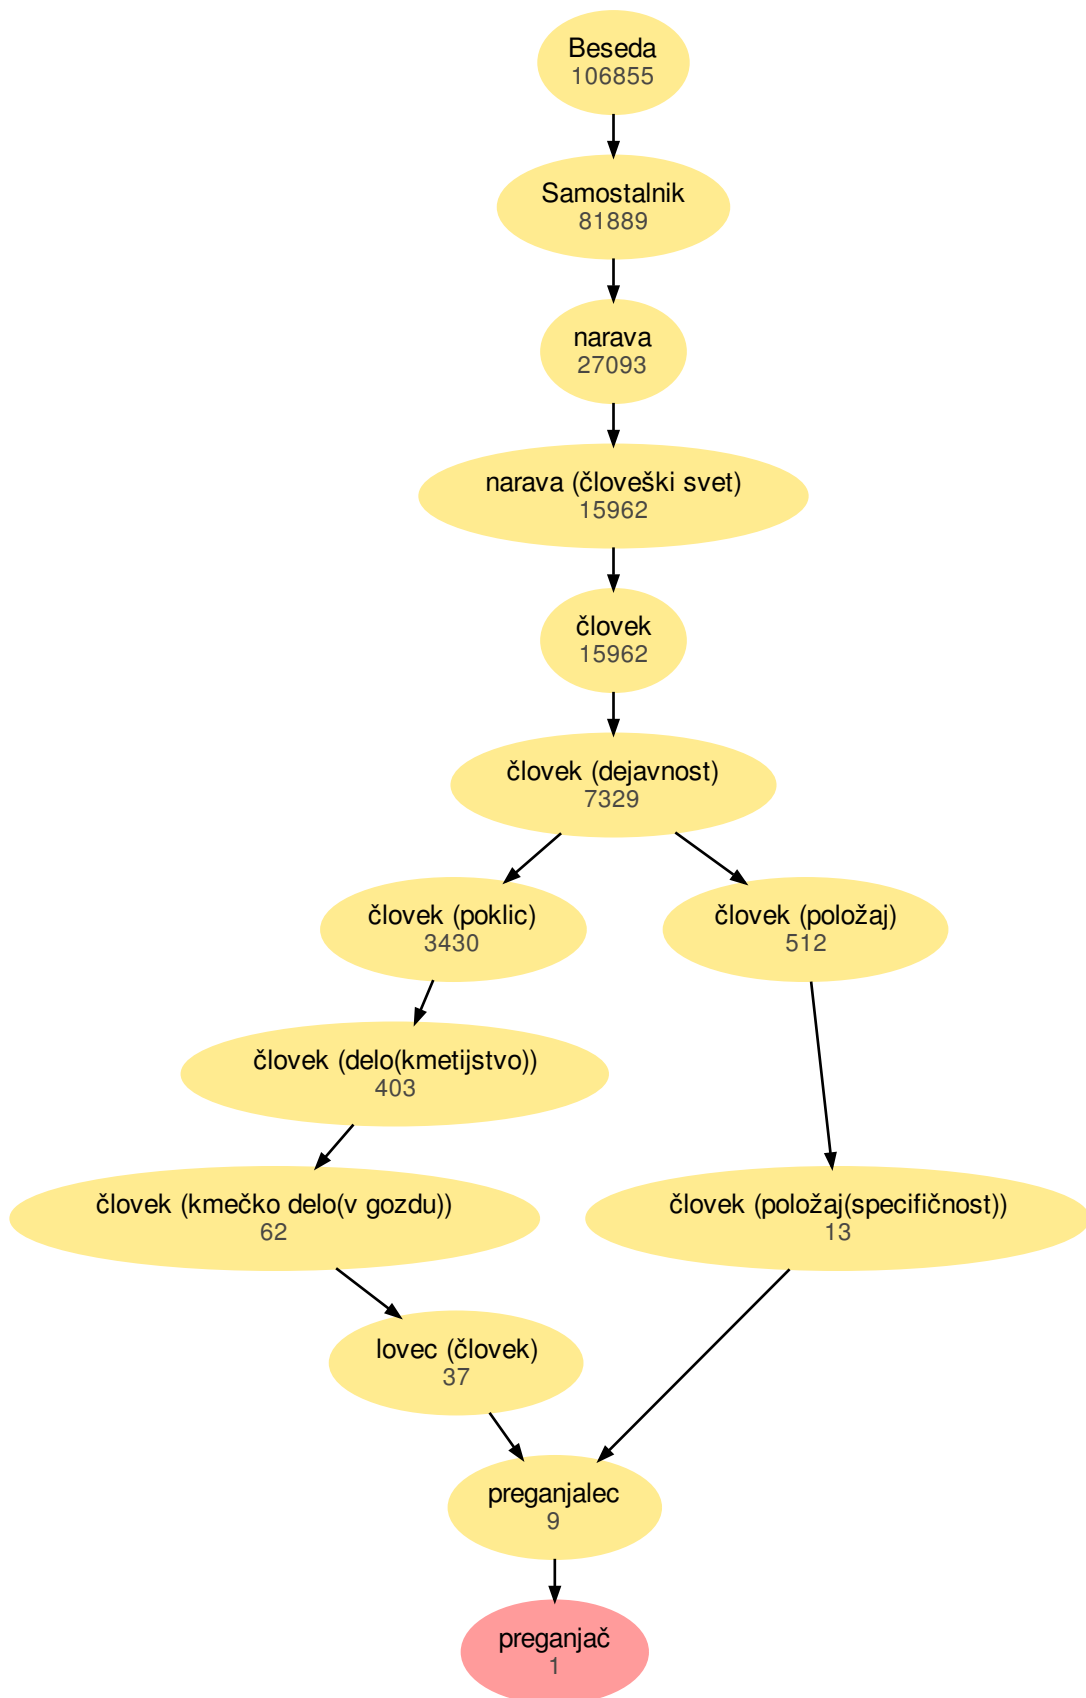 Beseda
106855
Samostalnik
81889
narava
27093
narava (človeški svet)
15962
človek
15962
človek (dejavnost)
7329
človek (poklic)
3430
človek (položaj)
512
človek (delo(kmetijstvo))
403
človek (kmečko delo(v gozdu))
62
človek (položaj(specifičnost))
13
lovec (človek)
37
preganjalec
9
preganjač
1